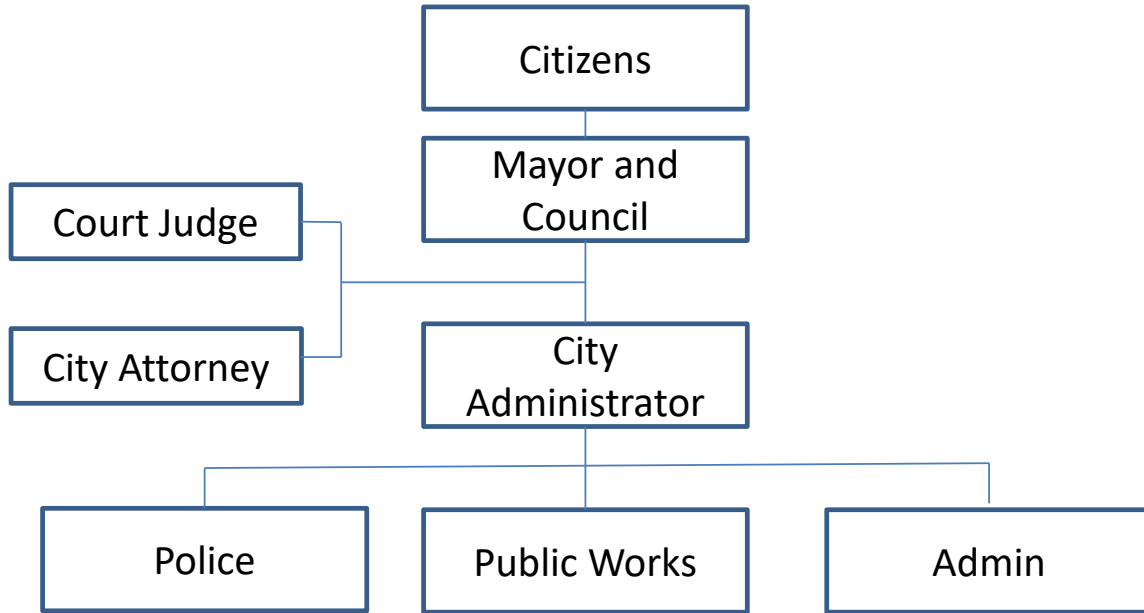 Citizens
Mayor and
Council
Court Judge
City Attorney
City
Administrator
Police
Public Works
Admin